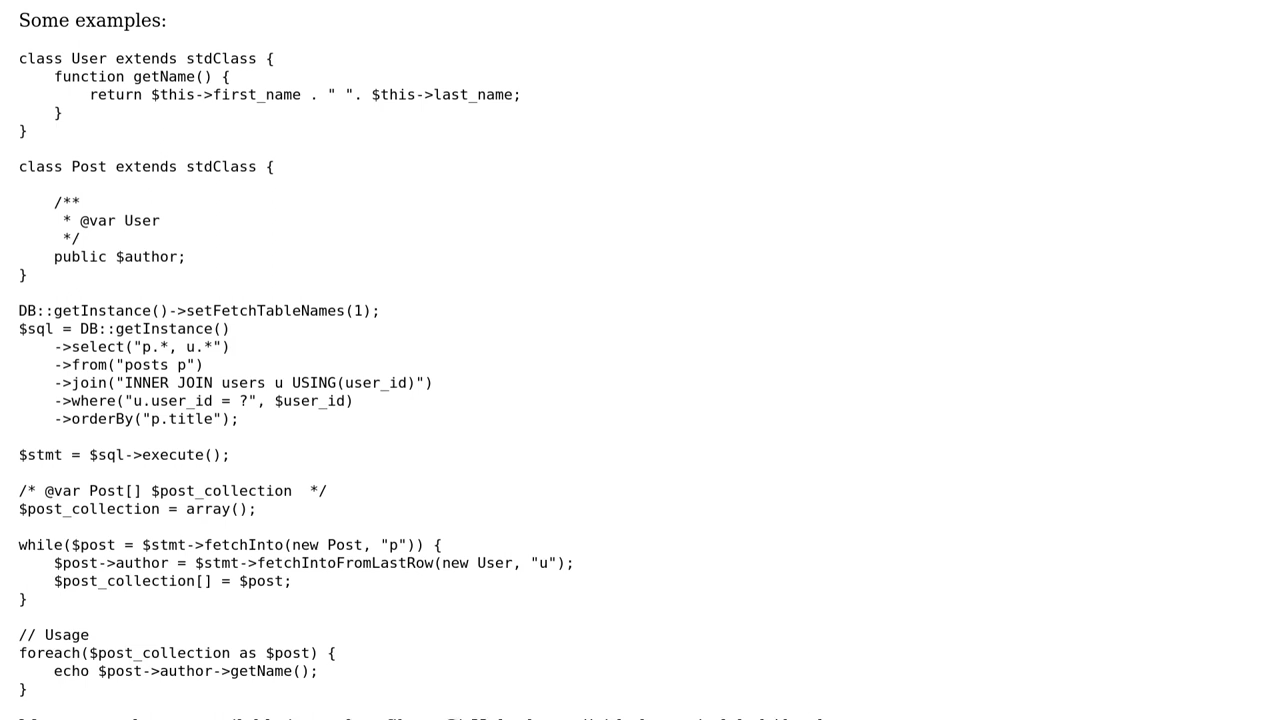 Some examples:
class User extends stdClass {
    function getName() {
        return $this->first_name . " ". $this->last_name;
    }
}
class Post extends stdClass {
    /**
     * @var User
     */
    public $author;
}
DB::getInstance()->setFetchTableNames(1);
$sql = DB::getInstance()
    ->select("p.*, u.*")
    ->from("posts p")
    ->join("INNER JOIN users u USING(user_id)")
    ->where("u.user_id = ?", $user_id)
    ->orderBy("p.title");
$stmt = $sql->execute();
/* @var Post[] $post_collection  */
$post_collection = array();
while($post = $stmt->fetchInto(new Post, "p")) {
    $post->author = $stmt->fetchIntoFromLastRow(new User, "u");
    $post_collection[] = $post;
}
// Usage
foreach($post_collection as $post) {
    echo $post->author->getName();
}